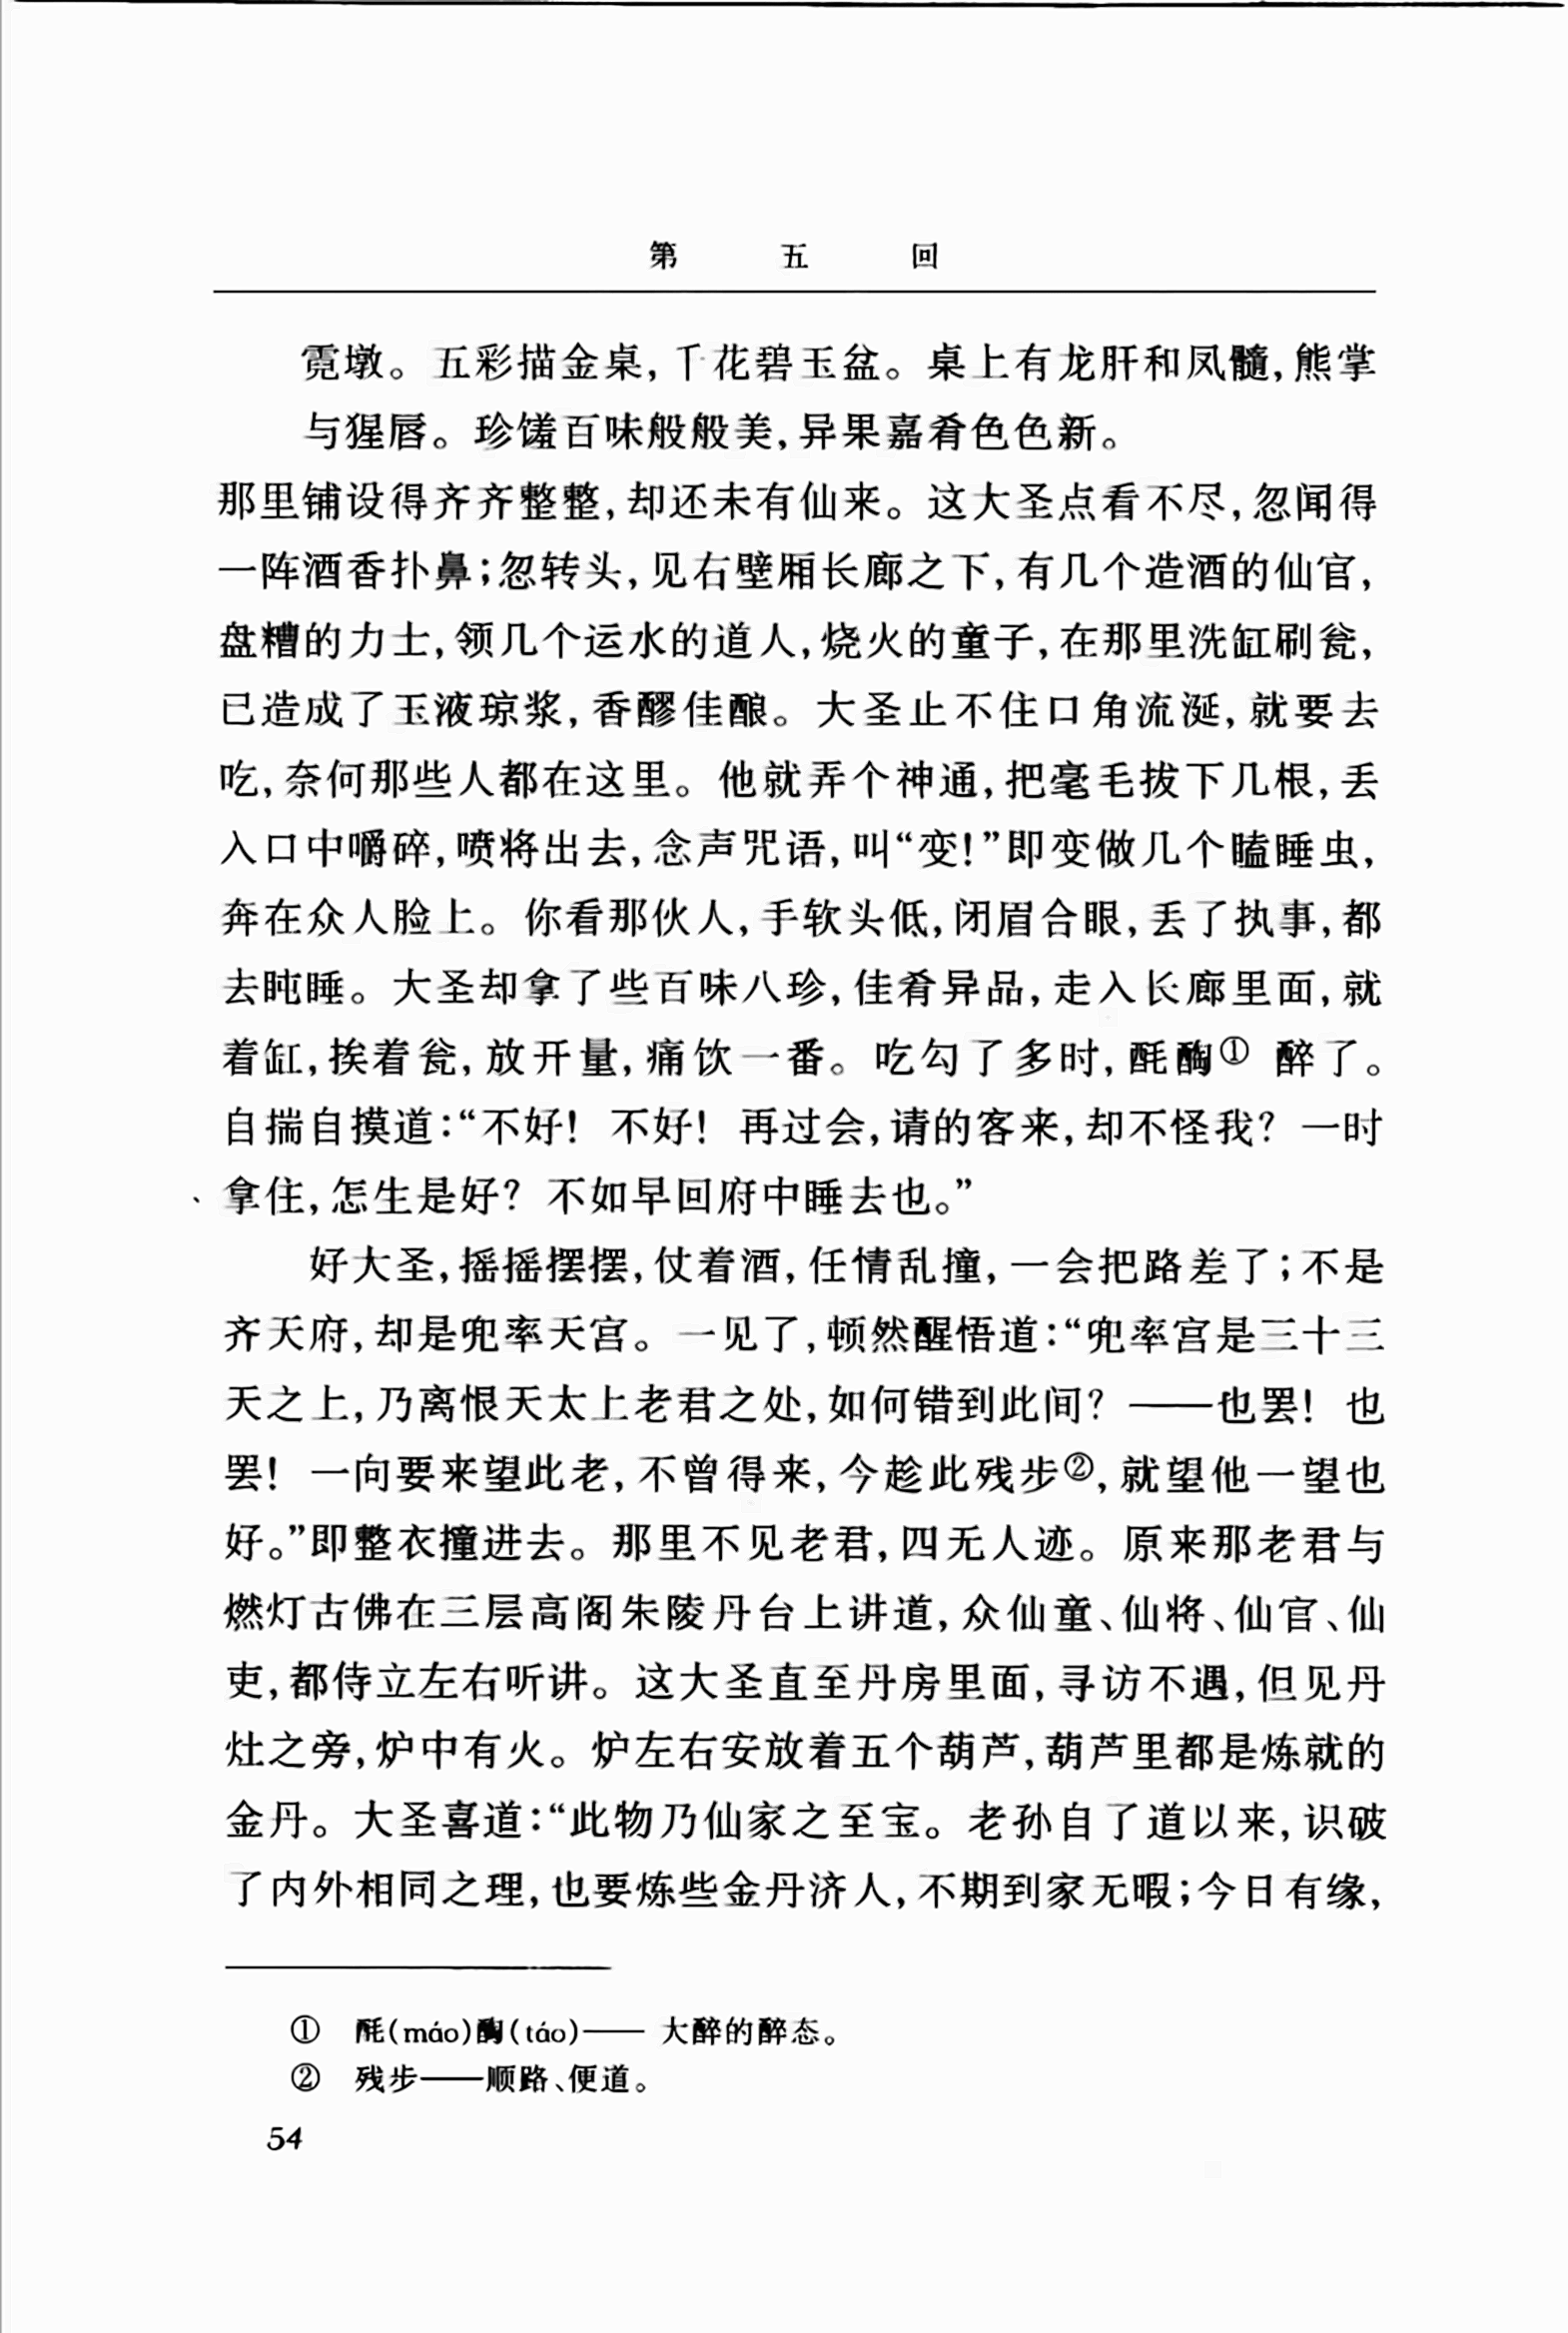 第五回
霓墩。五彩描金桌,千花碧玉盆。桌上有龙肝和凤髓,熊掌
与猩唇。珍馐百味般般美,异果嘉肴色色新。
那里铺设得齐齐整整,却还未有仙来。这大圣点看不尽,忽闻得
一阵酒香扑鼻;忽转头,见右壁厢长廊之下,有几个造酒的仙官,
盘糟的力士,领几个运水的道人,烧火的童子,在那里洗缸刷瓮,
已造成了玉液琼浆,香醪佳酿。大圣止不住口角流涎,就要去
吃,奈何那些人都在这里。他就弄个神通,把毫毛拔下几根,丢
入口中嚼碎,喷将出去,念声咒语,叫“变!”即变做几个瞌睡虫,
奔在众人脸上。你看那伙人,手软头低,闭眉合眼,丢了执事,都
去盹睡。大圣却拿了些百味八珍,佳肴异品,走入长廊里面,就
着缸,挨着瓮,放开量,痛饮一番。吃勾了多时,酕醄① 醉了。
自揣自摸道:“不好! 不好! 再过会,请的客来,却不怪我? 一时
拿住,怎生是好? 不如早回府中睡去也。”
好大圣,摇摇摆摆,仗着酒,任情乱撞,一会把路差了;不是
齐天府,却是兜率天宫。一见了,顿然醒悟道:“兜率宫是三十三
天之上,乃离恨天太上老君之处,如何错到此间? ——也罢! 也
罢! 一向要来望此老,不曾得来,今趁此残步②,就望他一望也
好。”即整衣撞进去。那里不见老君,四无人迹。原来那老君与
燃灯古佛在三层高阁朱陵丹台上讲道,众仙童、仙将、仙官、仙
吏,都侍立左右听讲。这大圣直至丹房里面,寻访不遇,但见丹
灶之旁,炉中有火。炉左右安放着五个葫芦,葫芦里都是炼就的
金丹。大圣喜道:“此物乃仙家之至宝。老孙自了道以来,识破
了内外相同之理,也要炼些金丹济人,不期到家无暇;今日有缘,
① 酕(máo)醄(táo)—— 大醉的醉态。
② 残步——顺路、便道。
54